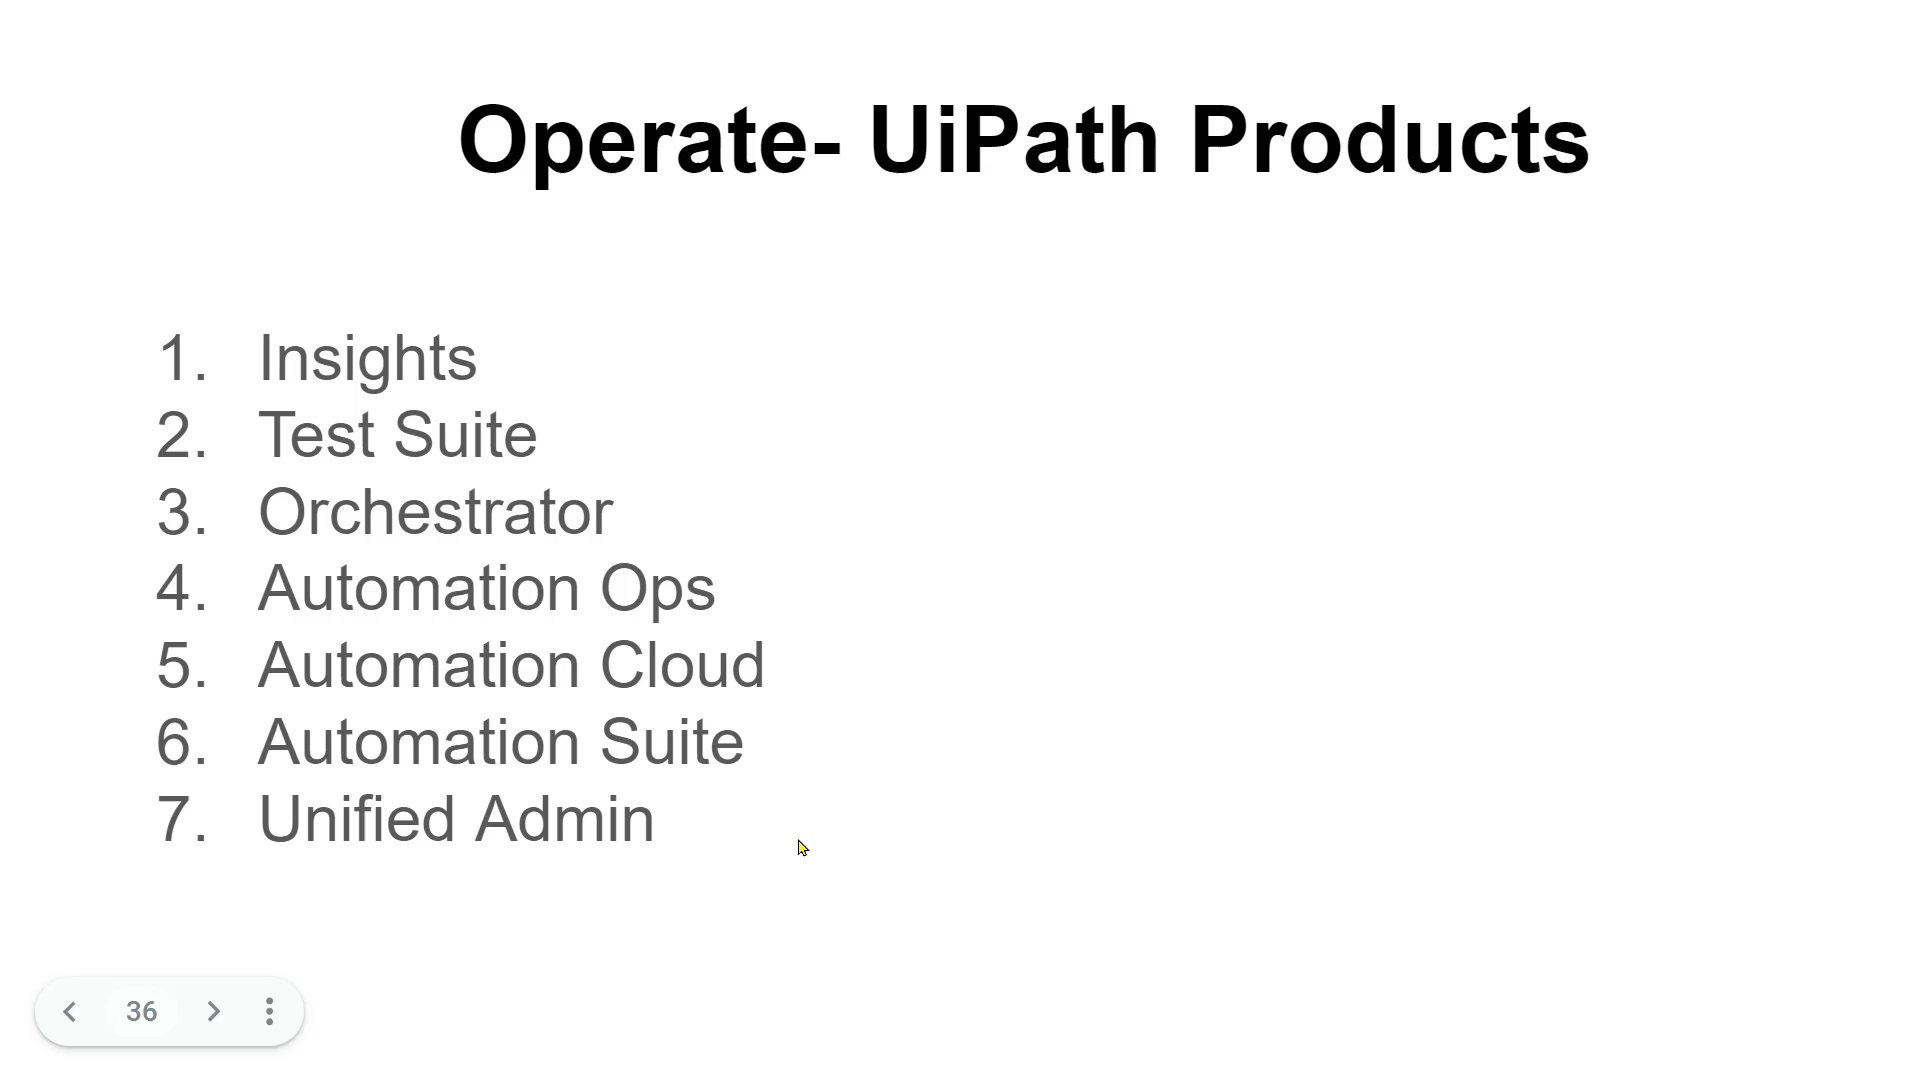 Operate- UiPath Products
1. Insights
2. Test Suite
3. Orchestrator
4. Automation Ops
5. Automation Cloud
6. Automation Suite
7. Unified Admin
36